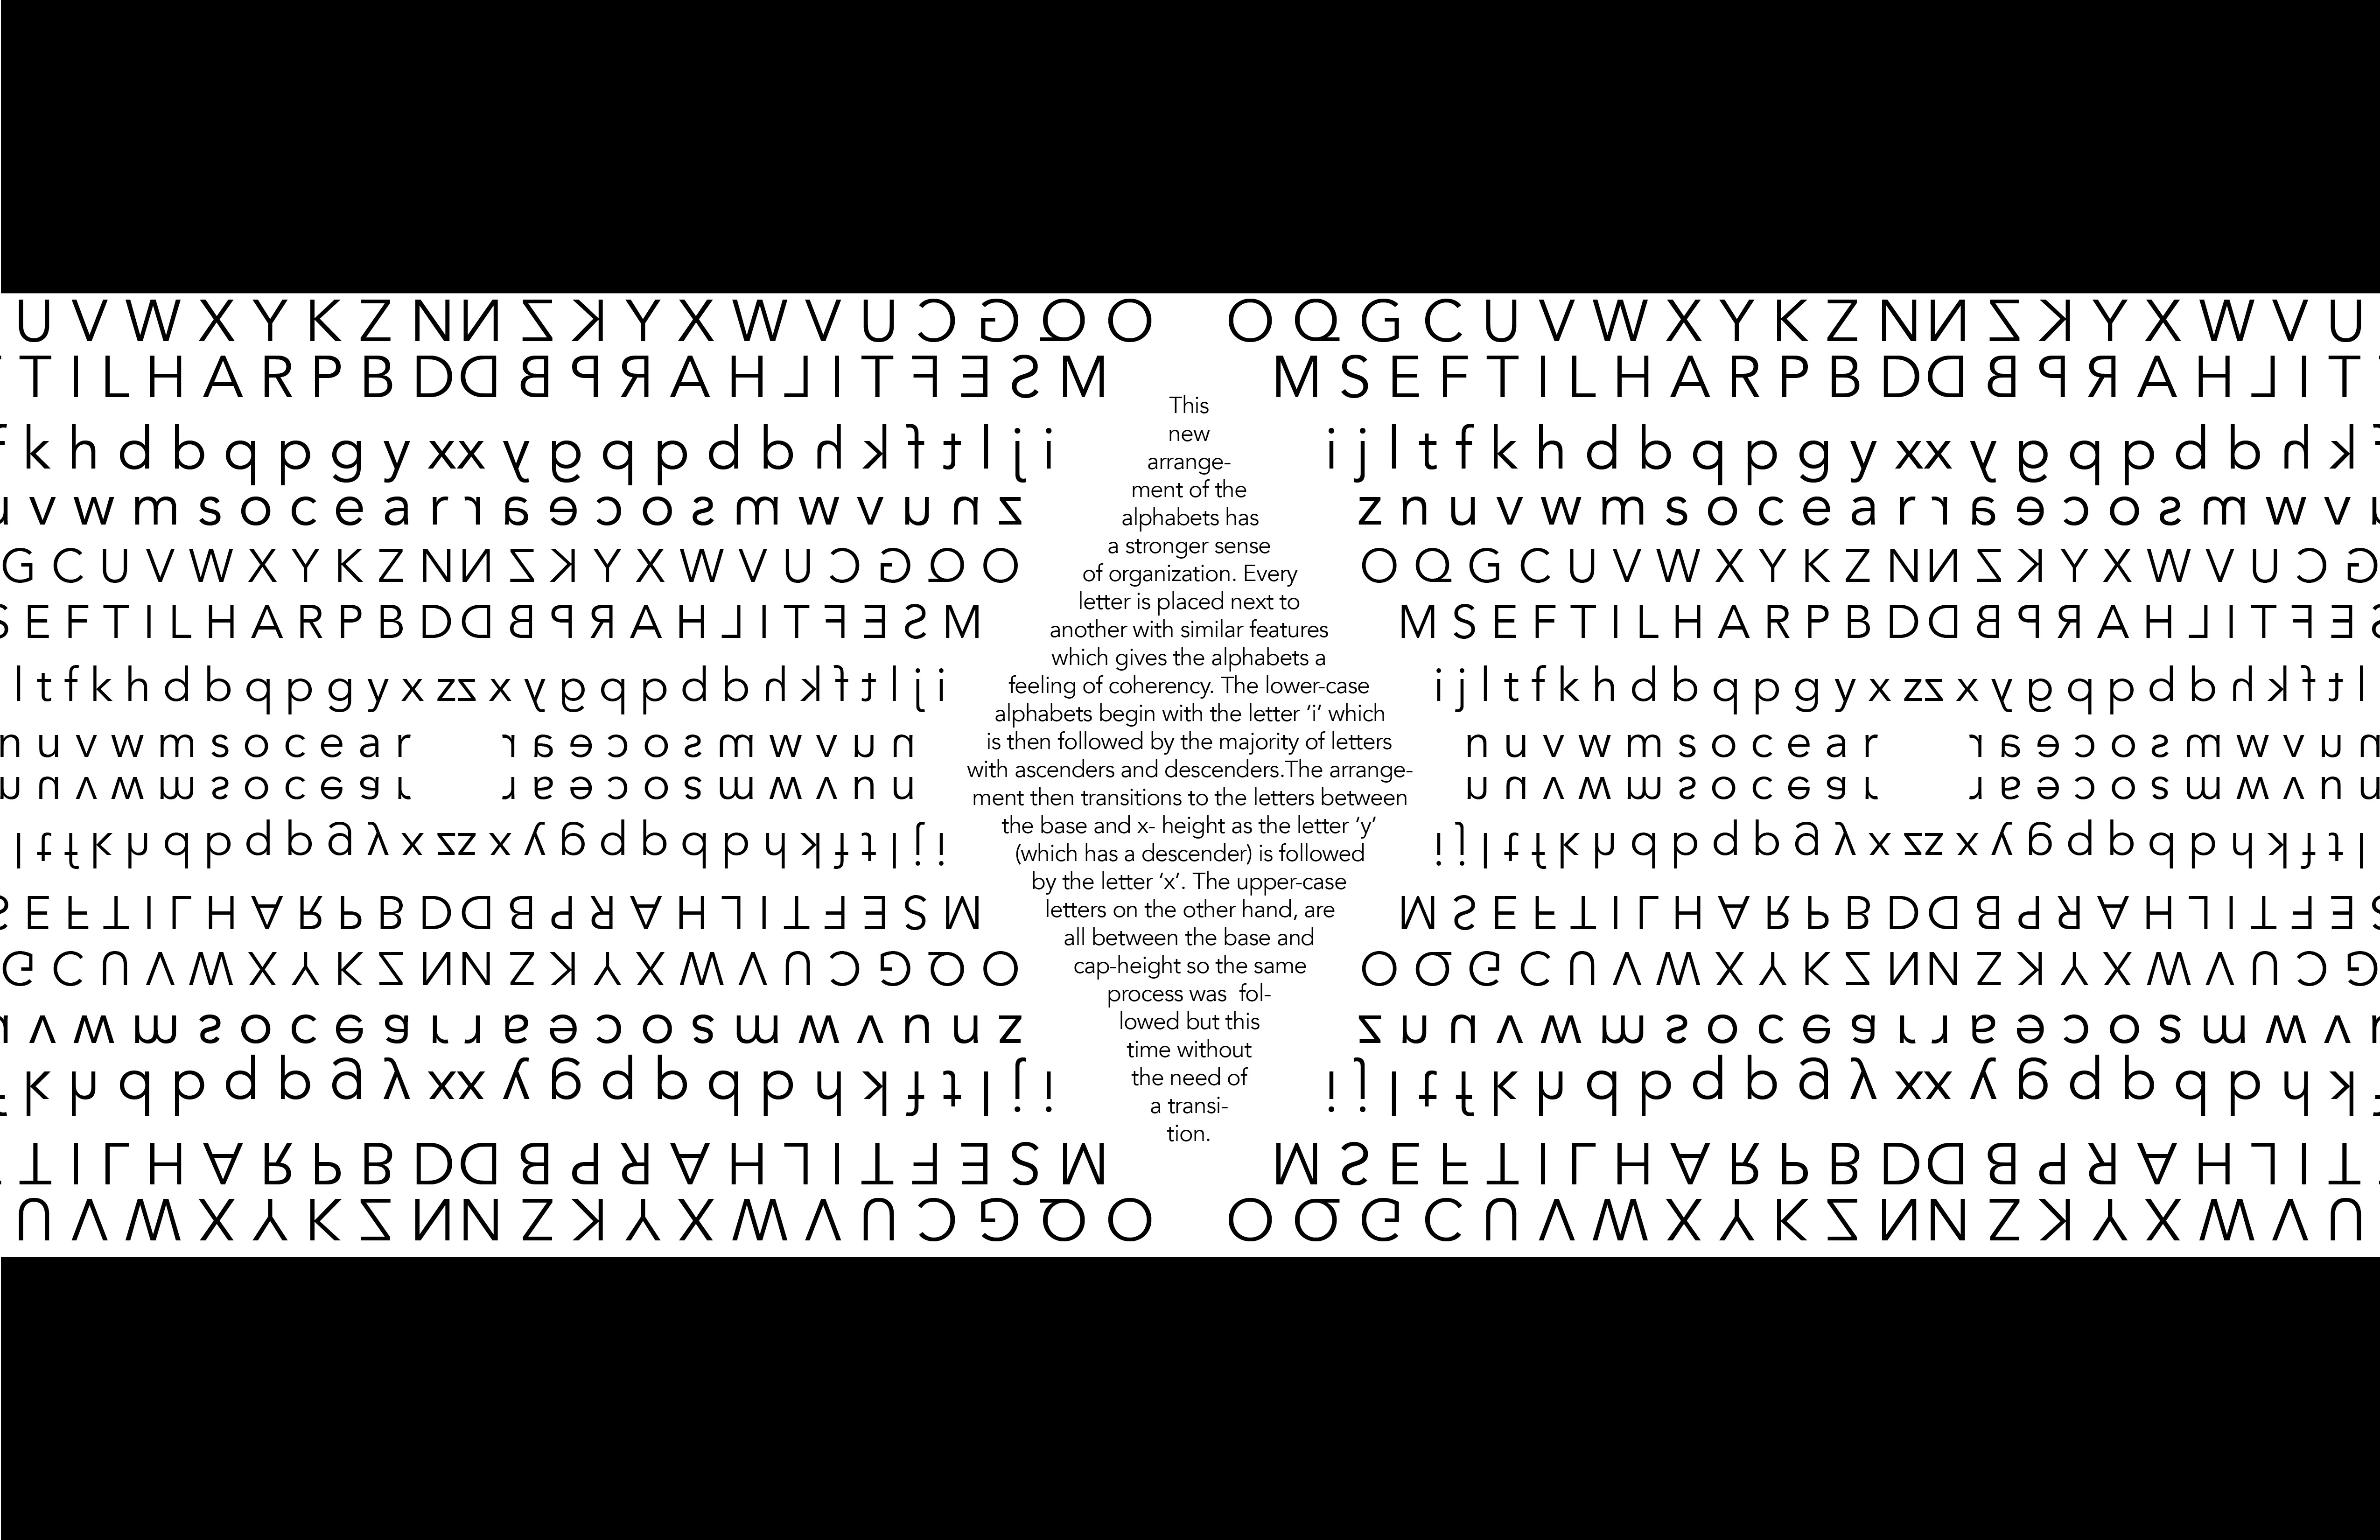 U V W X Y K Z N N Z K Y X W V U C G Q O
T I L H A R P B D D B P R A H L I T F E S M
f k h d b q p g y x x y g q p d b h k f t l j i
v w m s o c e a r r a e c o s m w v u n z
G C U V W X Y K Z N N Z K Y X W V U C G Q O
S E F T I L H A R P B D D B P R A H L I T F E S M
l t f k h d b q p g y x z z x y g q p d b h k f t l j i
n u v w m s o c e a r r a e c o s m w v u n
u n v w m s o c e a r r a e c o s m w v n u
l t f k h q p d b g y x z z x y g d b q p h k f t l j i
S E F T I L H A R P B D D B P R A H L I T F E S M
G C U V W X Y K Z N N Z K Y X W V U C G Q O
v w m s o c e a r r a e c o s m w v n u z
k h q p d b g y x x y g d b q p h k f t l j i
T I L H A R P B D D B P R A H L I T F E S M
U V W X Y K Z N N Z K Y X W V U C G Q O
This
new
arrange-
ment of the
alphabets has
a stronger sense
of organization. Every
letter is placed next to
another with similar features
which gives the alphabets a
feeling of coherency. The lower-case
alphabets begin with the letter ‘i’ which
is then followed by the majority of letters
with ascenders and descenders.The arrange-
ment then transitions to the letters between
the base and x- height as the letter ‘y’
(which has a descender) is followed
by the letter ‘x’. The upper-case
letters on the other hand, are
all between the base and
cap-height so the same
process was  fol-
lowed but this
time without
the need of
a transi-
tion.
O Q G C U V W X Y K Z N N Z K Y X W V U
M S E F T I L H A R P B D D B P R A H L I T
i j l t f k h d b q p g y x x y g q p d b h k f
z n u v w m s o c e a r r a e c o s m w v u
O Q G C U V W X Y K Z N N Z K Y X W V U C G
M S E F T I L H A R P B D D B P R A H L I T F E S
i j l t f k h d b q p g y x z z x y g q p d b h k f t l
n u v w m s o c e a r r a e c o s m w v u n
u n v w m s o c e a r r a e c o s m w v n u
i j l t f k h q p d b g y x z z x y g d b q p h k f t l
M S E F T I L H A R P B D D B P R A H L I T F E S
O Q G C U V W X Y K Z N N Z K Y X W V U C G
z u n v w m s o c e a r r a e c o s m w v
i j l t f k h q p d b g y x x y g d b q p h k
M S E F T I L H A R P B D D B P R A H L I T
O Q G C U V W X Y K Z N N Z K Y X W V U